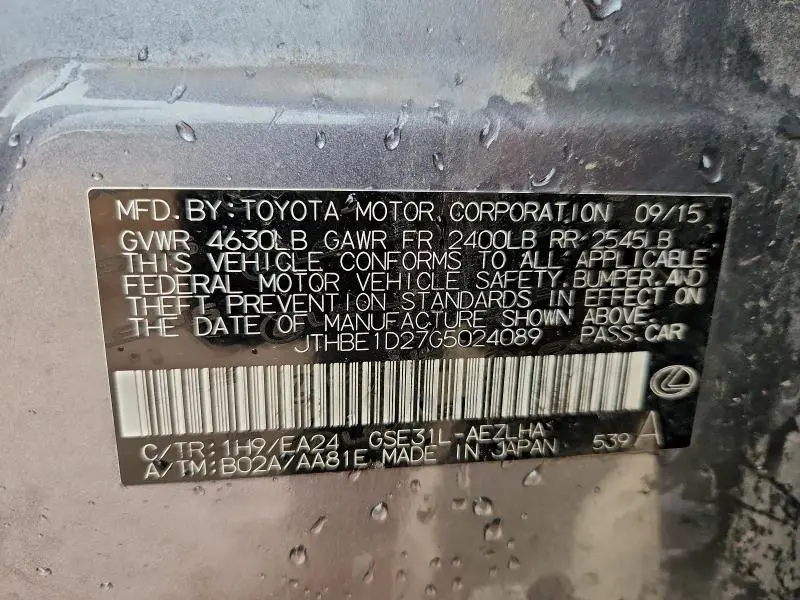 MFD. BY: TOYOTA MOTOR CORPORATION 09/15
GVWR 4630LB GAWR FR 2400LB RR 2545LB
THIS VEHICLE CONFORMS TO ALL APPLICABLE
FEDERAL MOTOR VEHICLE SAFETY, BUMPER, AND
THEFT PREVENTION STANDARDS IN EFFECT ON
THE DATE OF MANUFACTURE SHOWN ABOVE.
JTHBE1D27G5024089 PASS.CAR
C/TR: 1H9/EA24 GSE31L-AEZLHA 539 A
A/TM: B02A/AA81E MADE IN JAPAN